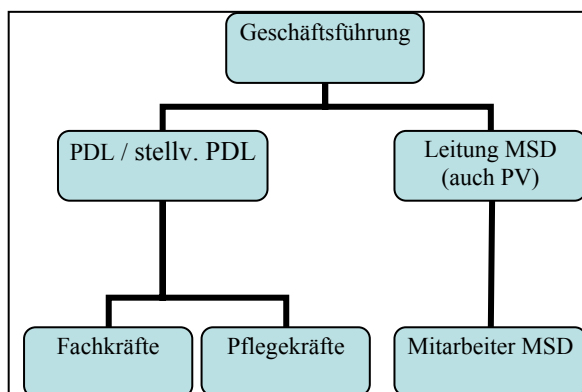 Geschäftsführung
PDL / stellv. PDL
Leitung MSD
(auch PV)
Fachkräfte
Pflegekräfte
Mitarbeiter MSD